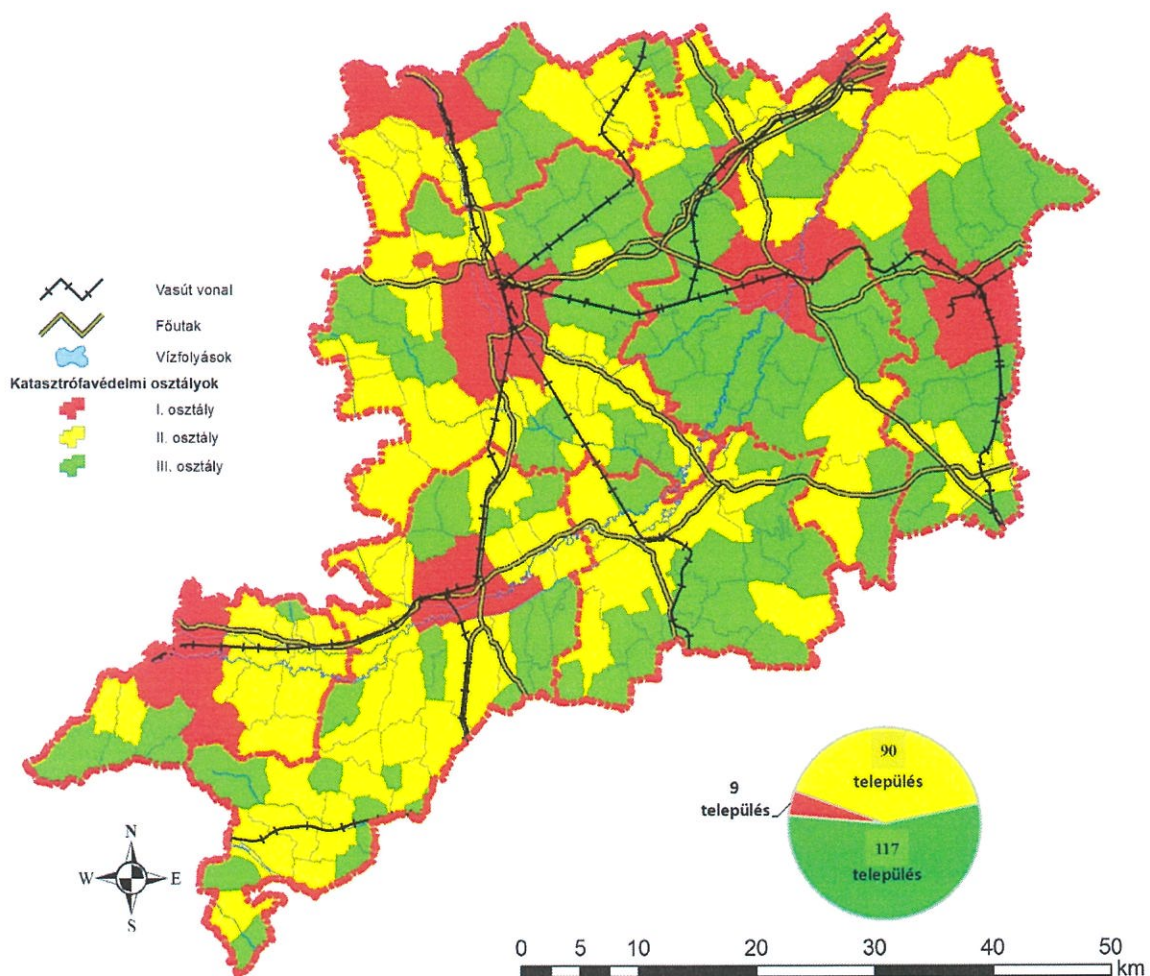 Vasút vonal
Főutak
Vízfolyások
Katasztrófavédelmi osztályok
I. osztály
II. osztály
III. osztály
90
település
9
település
117
település
N
W E
S
0 5 10 20 30 40 50
km